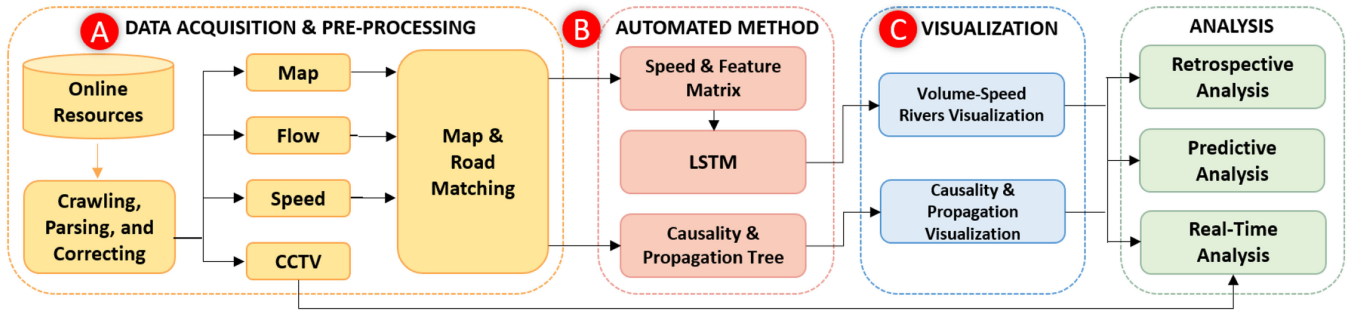 A
DATA ACQUISITION & PRE-PROCESSING
Online
Resources
Crawling,
Parsing, and
Correcting
Map
Flow
Speed
CCTV
Map &
Road
Matching
B
AUTOMATED METHOD
Speed & Feature
Matrix
LSTM
Causality &
Propagation Tree
C
VISUALIZATION
Volume-Speed
Rivers Visualization
Causality &
Propagation
Visualization
ANALYSIS
Retrospective
Analysis
Predictive
Analysis
Real-Time
Analysis